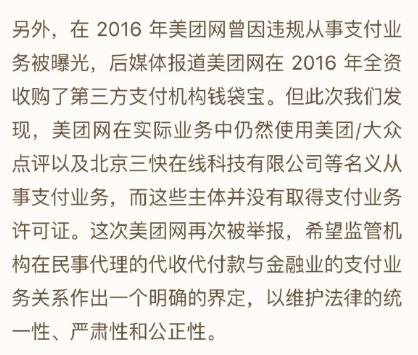 另外，在 2016 年美团网曾因违规从事支付业
务被曝光，后媒体报道美团网在 2016 年全资
收购了第三方支付机构钱袋宝。但此次我们发
现，美团网在实际业务中仍然使用美团/大众
点评以及北京三快在线科技有限公司等名义从
事支付业务，而这些主体并没有取得支付业务
许可证。这次美团网再次被举报，希望监管机
构在民事代理的代收代付款与金融业的支付业
务关系作出一个明确的界定，以维护法律的统
一性、严肃性和公正性。